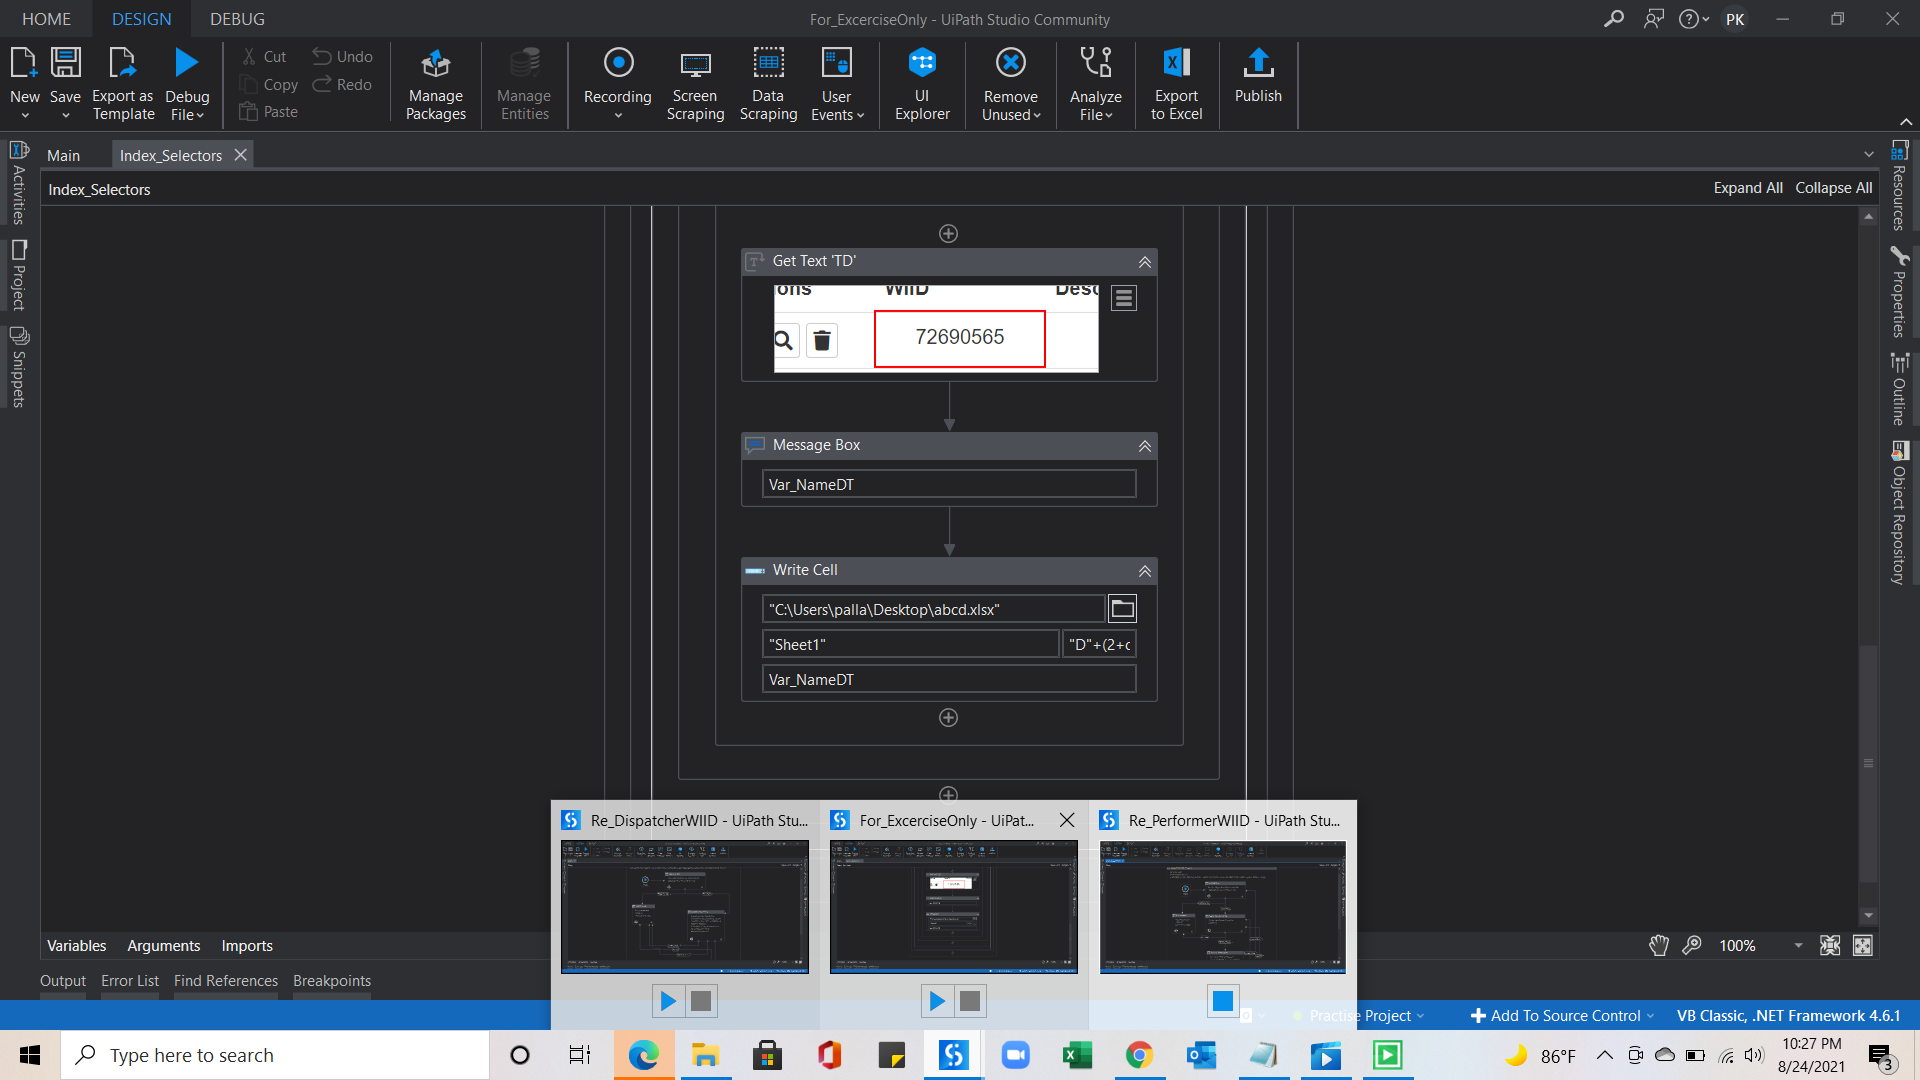 HOME DESIGN DEBUG
For_ExcerciseOnly - UiPath Studio Community
PK
New
Save
Export as Template
Debug File
Cut
Copy
Paste
Undo
Redo
Manage Packages
Manage Entities
Recording
Screen Scraping
Data Scraping
User Events
UI Explorer
Remove Unused
Analyze File
Export to Excel
Publish
Main
Index_Selectors
Index_Selectors
Expand All Collapse All
Activities
Project
Snippets
Resources
Properties
Outline
Object Repository
Get Text 'TD'
ons WIID Desc
72690565
Message Box
Var_NameDT
Write Cell
"C:\Users\palla\Desktop\abcd.xlsx"
"Sheet1" "D"+(2+c
Var_NameDT
Re_DispatcherWIID - UiPath Stu...
For_ExcerciseOnly - UiPat...
Re_PerformerWIID - UiPath Stu...
Variables Arguments Imports
100%
Output Error List Find References Breakpoints
Practise Project
Add To Source Control
VB Classic, .NET Framework 4.6.1
Type here to search
86°F
10:27 PM
8/24/2021
3